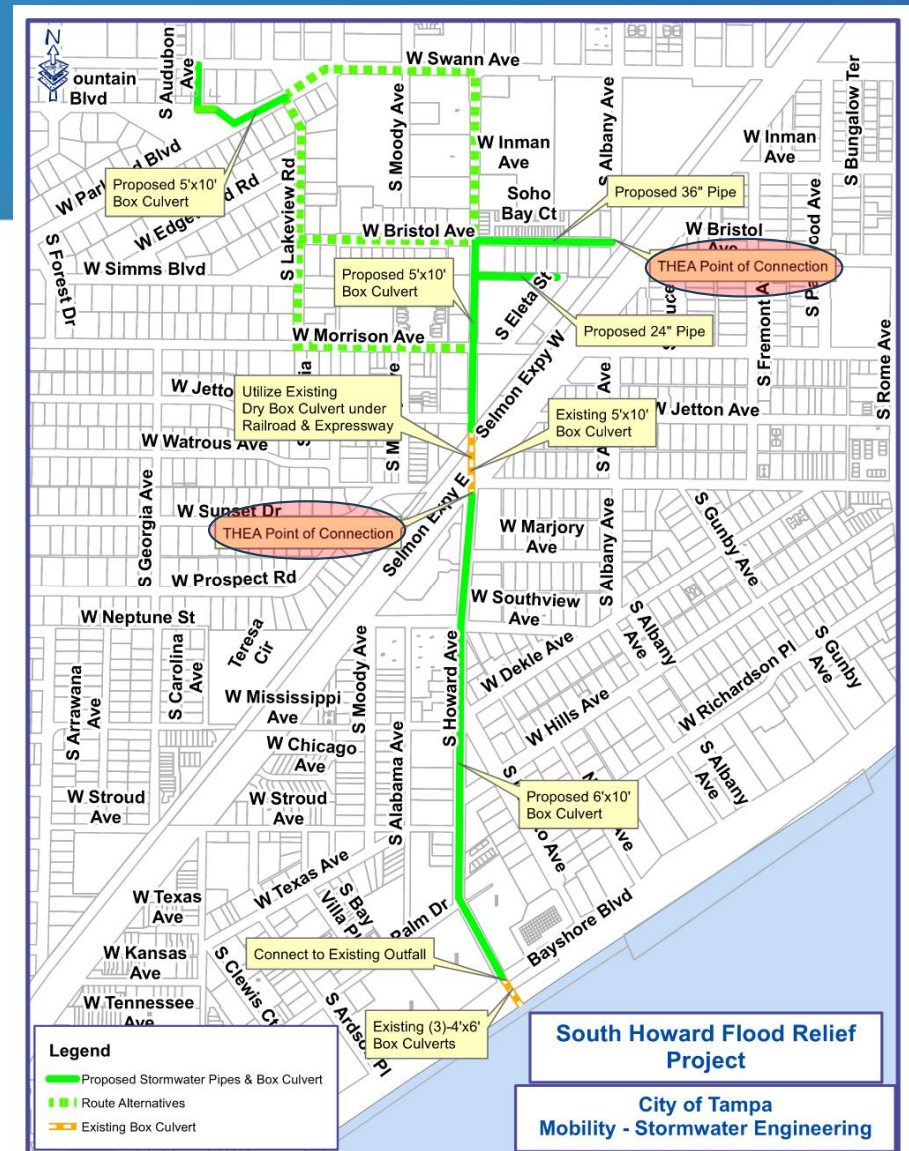 N
W Swann Ave
S Audubon
Ave
ountain
Blvd
S Moody Ave
W Inman
Ave
S Albany Ave
W Inman
Ave
S Bungalow Ter
Proposed 5'x10'
Box Culvert
W Edge
S Lakeview Rd
Soho
Bay Ct
Proposed 36" Pipe
W Bristol Ave
W Bristol
S Forest Dr
W Simms Blvd
Proposed 5'x10'
Box Culvert
THEA Point of Connection
S Eleta St
Proposed 24" Pipe
S Fremont A
S Rome Ave
W Morrison Ave
W Jetto
Utilize Existing
Dry Box Culvert under
Railroad & Expressway
Selmon Expy W
Existing 5'x10'
Box Culvert
W Jetton Ave
W Watrous Ave
S Georgia Ave
W Sunset Dr
THEA Point of Connection
Selmon Expy E
W Marjory
Ave
S Albany Ave
S Gunby Ave
W Prospect Rd
W Southview
Ave
W Neptune St
Teresa
Cir
S Carolina
Ave
S Arrawana
Ave
S Moody Ave
W Dekle Ave
S Albany
Ave
S Gunby
Ave
W Richardson Pl
W Mississippi
Ave
S Howard Ave
W Hills Ave
W Chicago
Ave
S Albany
Ave
W Stroud
Ave
W Stroud
Ave
S Alabama Ave
Proposed 6'x10'
Box Culvert
W Texas Ave
W Texas
Ave
S Bay
Villa Pl
Palm Dr
Bayshore Blvd
W Kansas
Ave
S Clewis Ct
Connect to Existing Outfall
W Tennessee
Ave
S Ardson Pl
Existing (3)-4'x6'
Box Culverts
Legend
Proposed Stormwater Pipes & Box Culvert
Route Alternatives
Existing Box Culvert
South Howard Flood Relief
Project
City of Tampa
Mobility - Stormwater Engineering